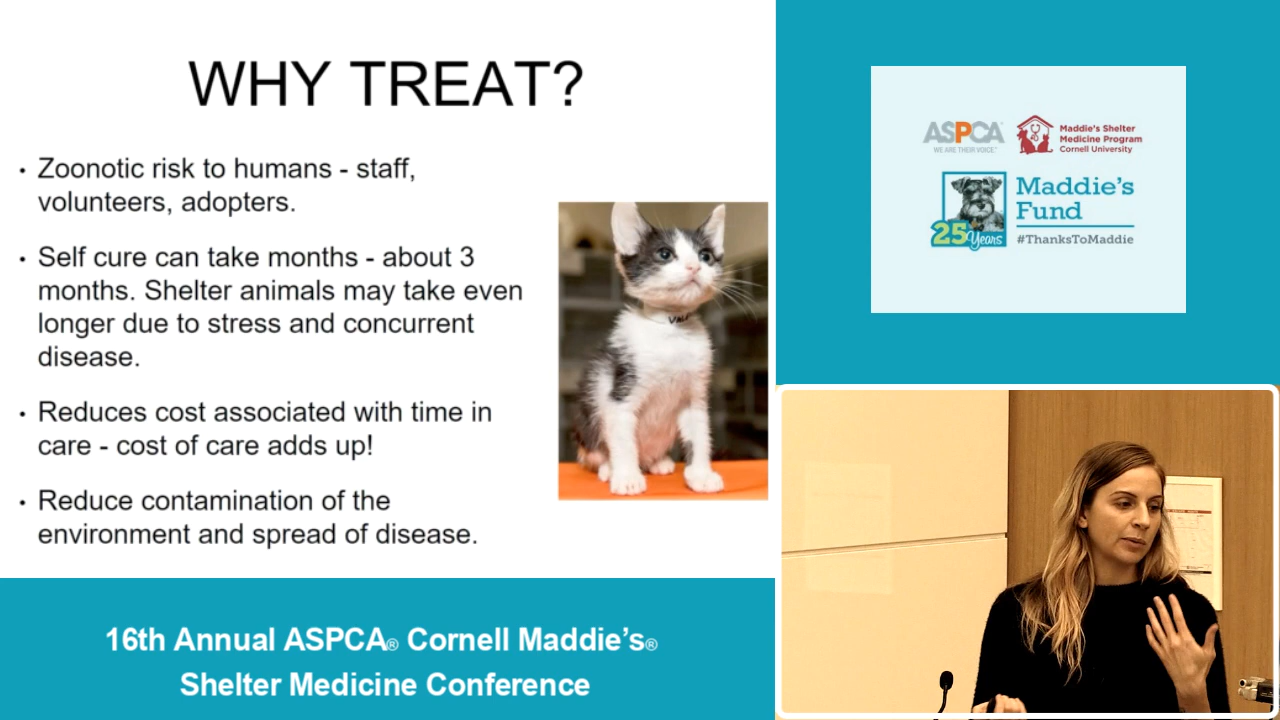 WHY TREAT?
• Zoonotic risk to humans - staff,
volunteers, adopters.
• Self cure can take months - about 3
months. Shelter animals may take even
longer due to stress and concurrent
disease.
• Reduces cost associated with time in
care - cost of care adds up!
• Reduce contamination of the
environment and spread of disease.
16th Annual ASPCA® Cornell Maddie’s®
Shelter Medicine Conference
ASPCA
WE ARE THEIR VOICE.
Maddie's Shelter
Medicine Program
Cornell University
Maddie's
Fund
25 Years
#ThanksToMaddie